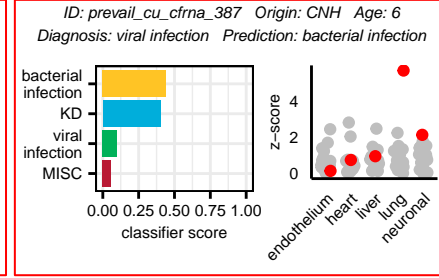 ID: prevail_cu_cfrna_387 Origin: CNH Age: 6
Diagnosis: viral infection Prediction: bacterial infection
bacterial
infection
KD
viral
infection
MISC
0.00 0.25 0.50 0.75 1.00
classifier score
z−score
4
2
0
endothelium
heart
liver
lung
neuronal